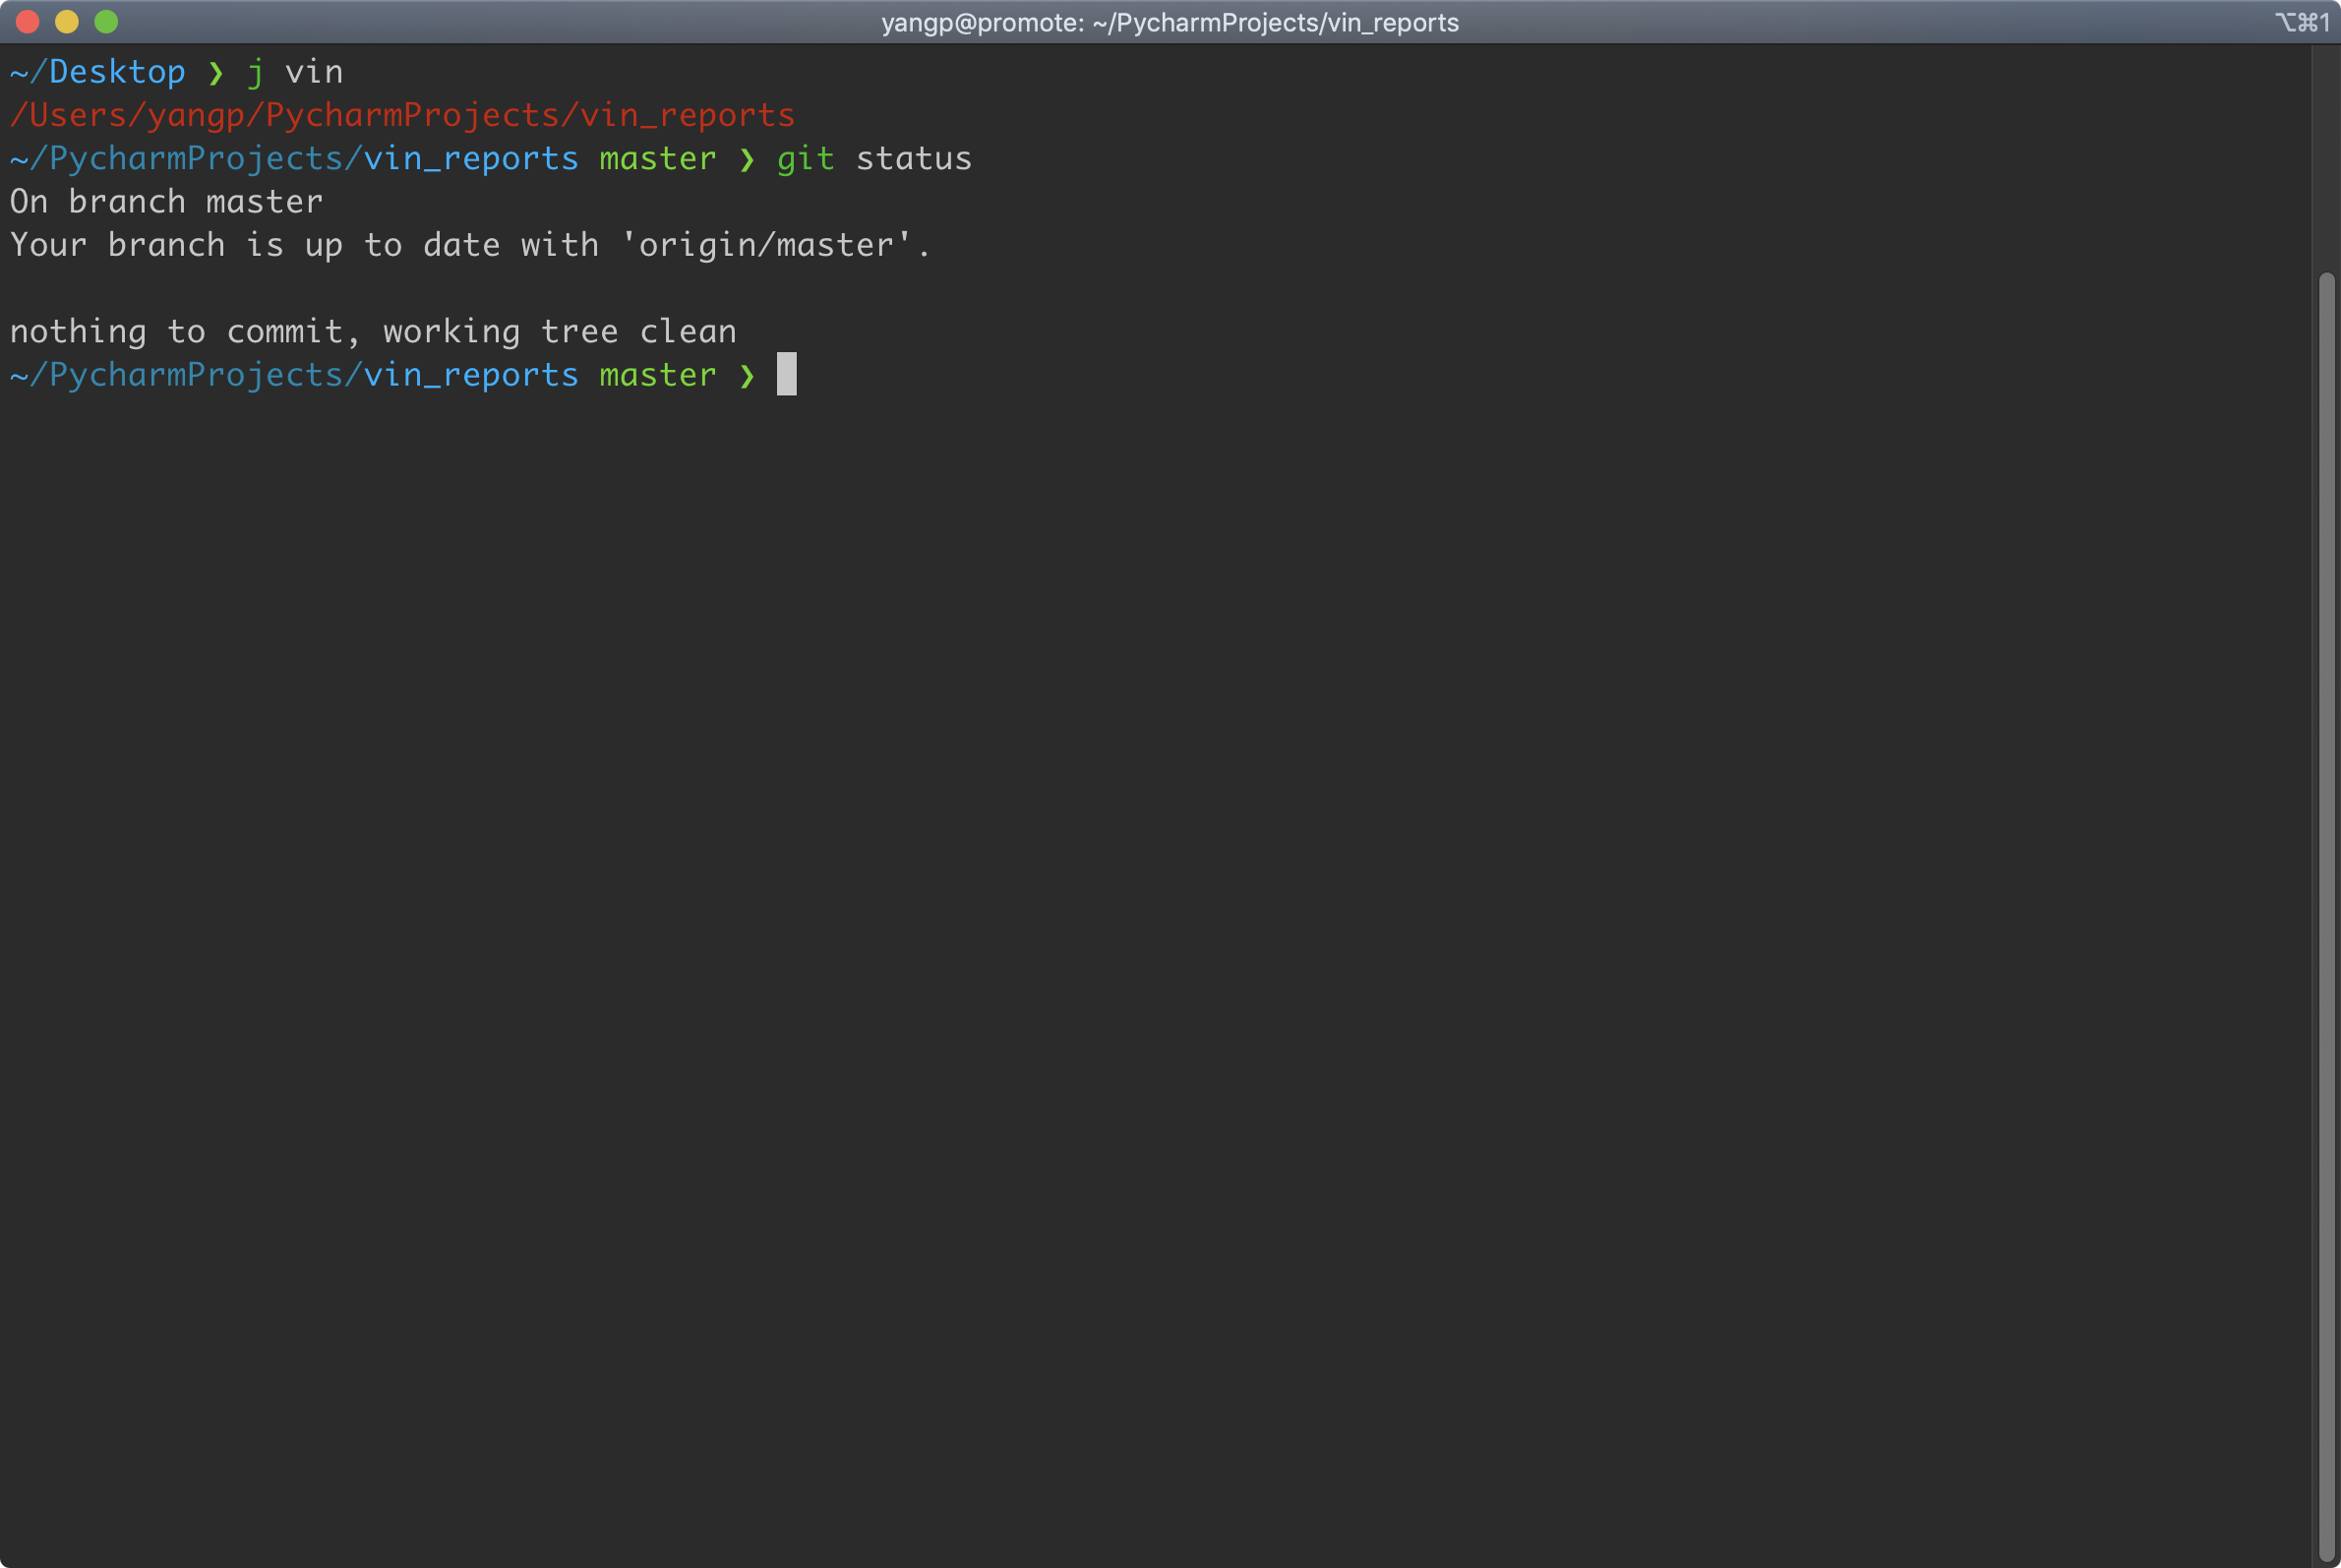 yangp@promote: ~/PycharmProjects/vin_reports
⌥⌘1
~/Desktop ❯ j vin
/Users/yangp/PycharmProjects/vin_reports
~/PycharmProjects/vin_reports master ❯ git status
On branch master
Your branch is up to date with 'origin/master'.
nothing to commit, working tree clean
~/PycharmProjects/vin_reports master ❯